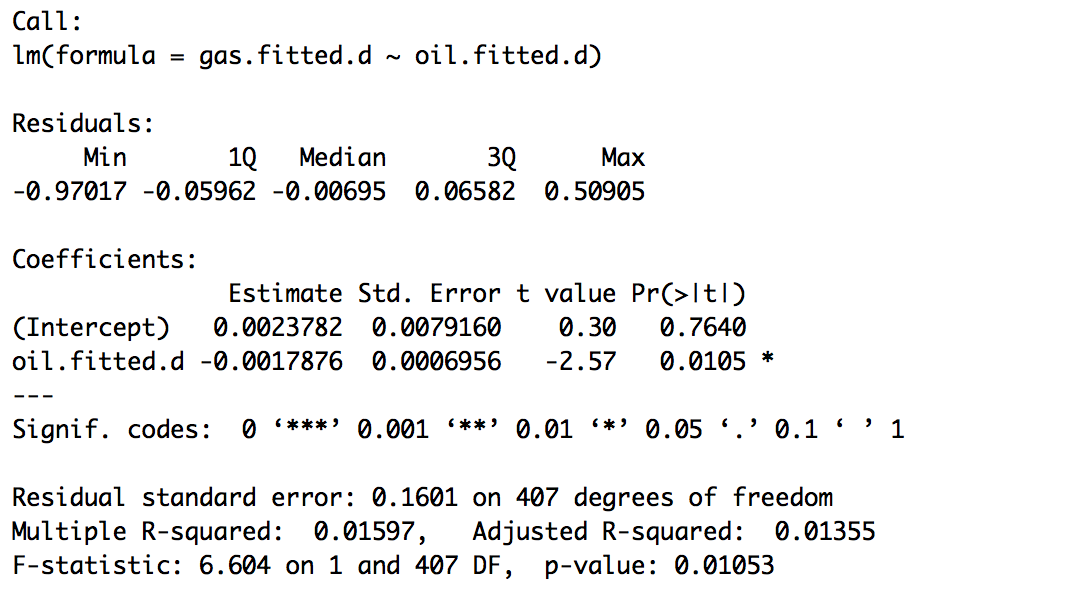 Call:
lm(formula = gas.fitted.d ~ oil.fitted.d)
Residuals:
     Min       1Q   Median       3Q      Max
-0.97017 -0.05962 -0.00695  0.06582  0.50905
Coefficients:
               Estimate Std. Error t value Pr(>|t|)
(Intercept)   0.0023782  0.0079160    0.30   0.7640
oil.fitted.d -0.0017876  0.0006956   -2.57   0.0105 *
---
Signif. codes:  0 ‘***’ 0.001 ‘**’ 0.01 ‘*’ 0.05 ‘.’ 0.1 ‘ ’ 1
Residual standard error: 0.1601 on 407 degrees of freedom
Multiple R-squared:  0.01597,	Adjusted R-squared:  0.01355
F-statistic: 6.604 on 1 and 407 DF,  p-value: 0.01053